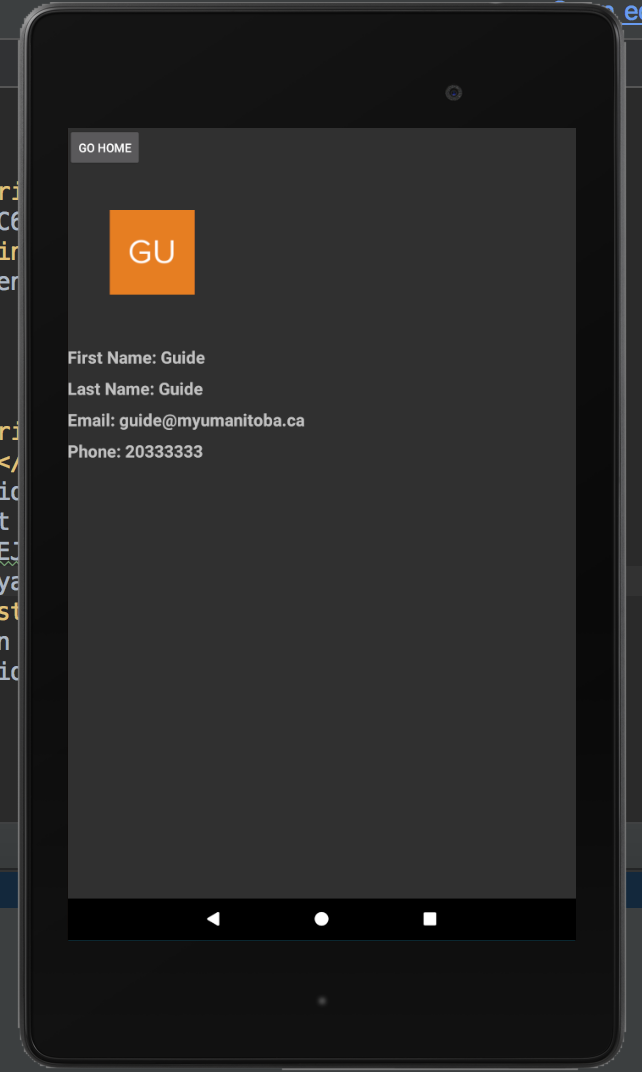 GO HOME
GU
First Name: Guide
Last Name: Guide
Email: guide@myumanitoba.ca
Phone: 20333333